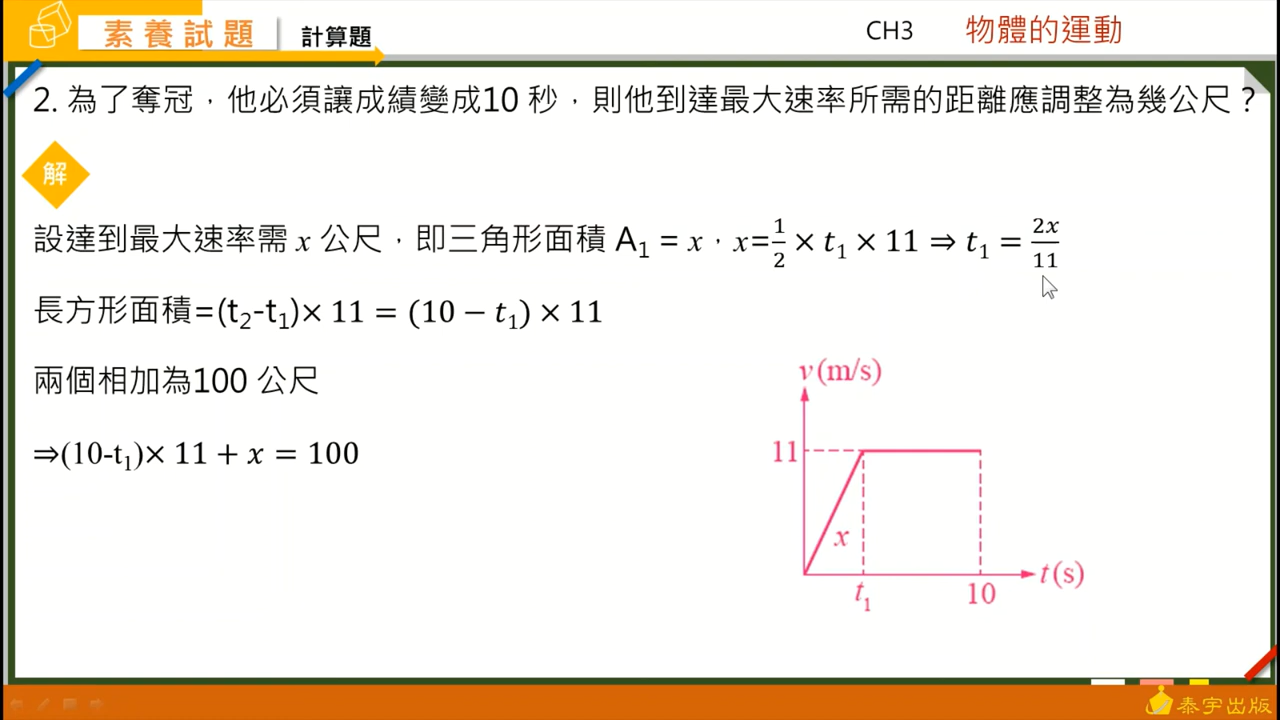 素養試題
計算題
CH3
物體的運動
2. 為了奪冠，他必須讓成績變成10 秒，則他到達最大速率所需的距離應調整為幾公尺？
解
設達到最大速率需 x 公尺，即三角形面積 A₁ = x，x=1/2 × t₁ × 11 ⇒ t₁ = 2x/11
長方形面積=(t₂-t₁)× 11 = (10 − t₁) × 11
兩個相加為100 公尺
⇒(10-t₁)× 11 + x = 100
v(m/s)
11
x
t(s)
t₁
10
泰宇出版